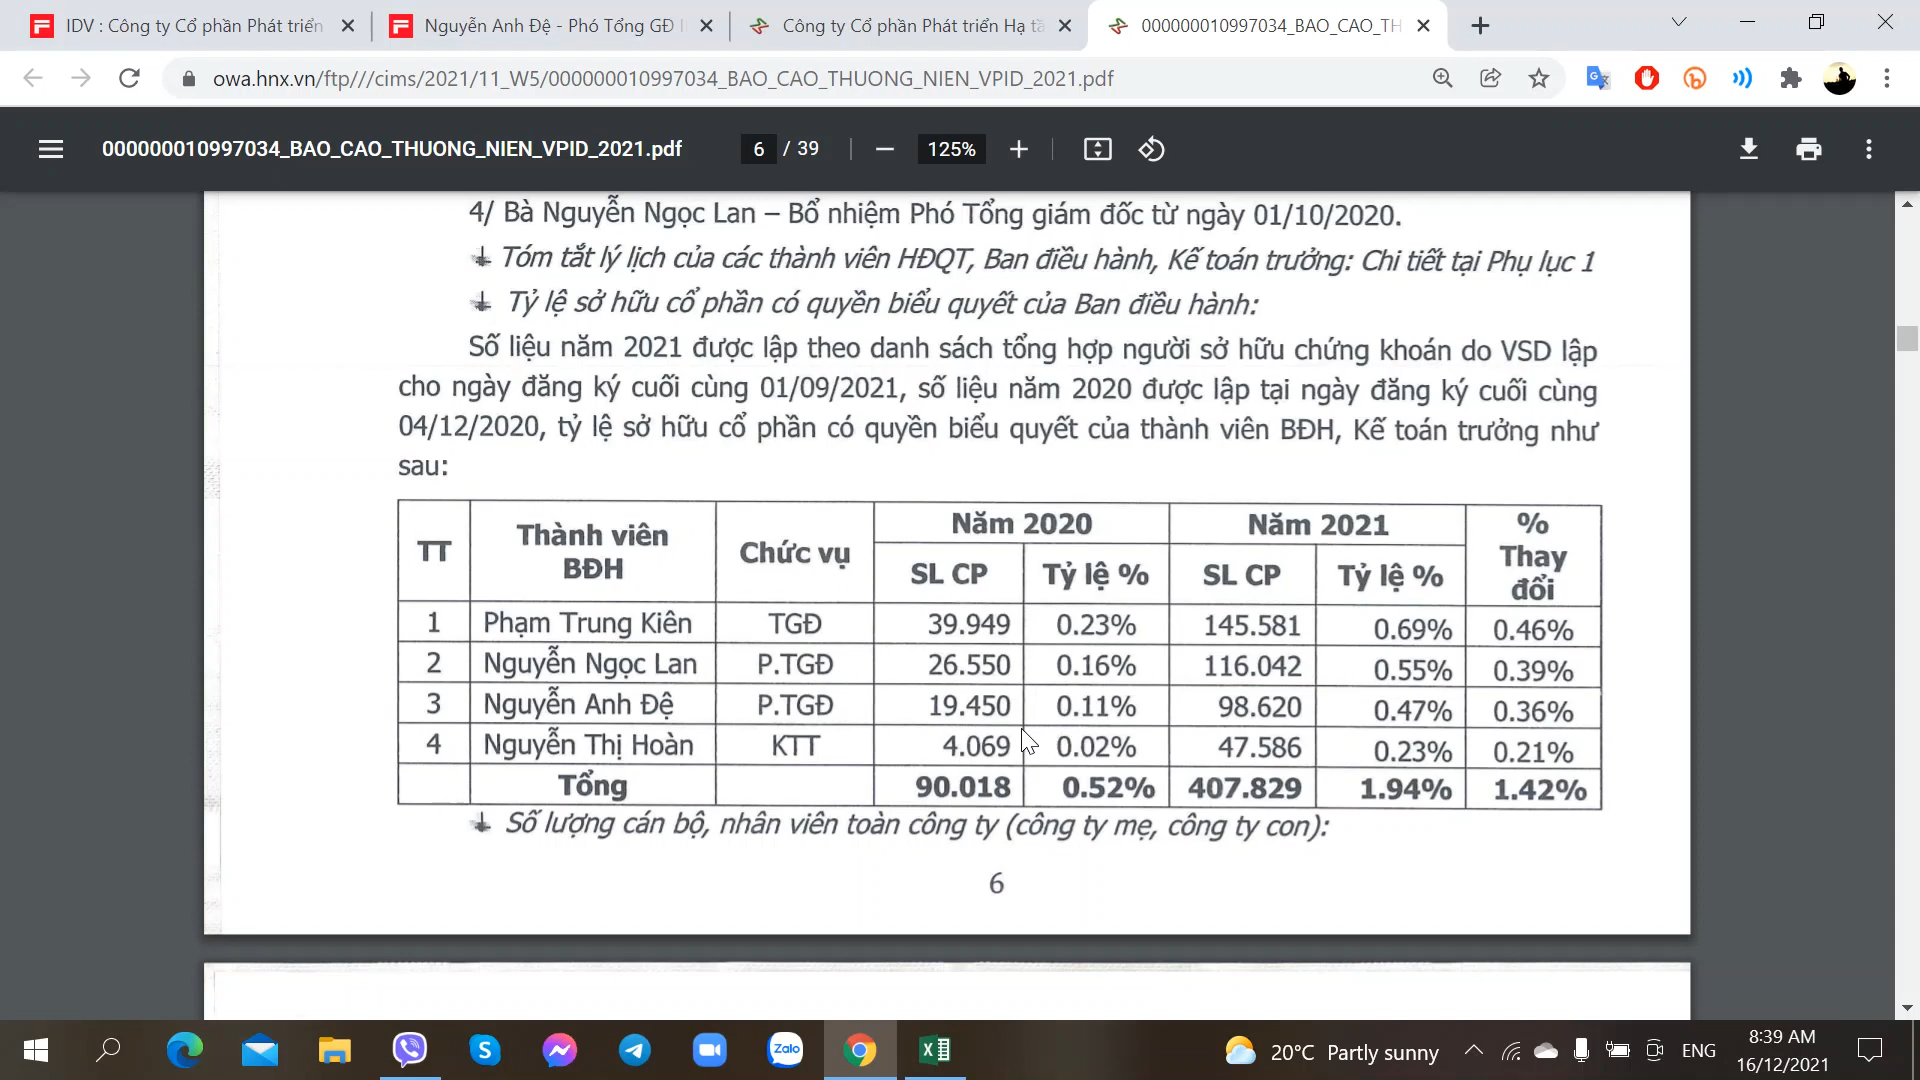 IDV : Công ty Cổ phần Phát triển
Nguyễn Anh Đệ - Phó Tổng GĐ
Công ty Cổ phần Phát triển Hạ tầ
000000010997034_BAO_CAO_TH
owa.hnx.vn/ftp///cims/2021/11_W5/000000010997034_BAO_CAO_THUONG_NIEN_VPID_2021.pdf
000000010997034_BAO_CAO_THUONG_NIEN_VPID_2021.pdf
6 / 39
125%
4/ Bà Nguyễn Ngọc Lan – Bổ nhiệm Phó Tổng giám đốc từ ngày 01/10/2020.
Tóm tắt lý lịch của các thành viên HĐQT, Ban điều hành, Kế toán trưởng: Chi tiết tại Phụ lục 1
Tỷ lệ sở hữu cổ phần có quyền biểu quyết của Ban điều hành:
Số liệu năm 2021 được lập theo danh sách tổng hợp người sở hữu chứng khoán do VSD lập
cho ngày đăng ký cuối cùng 01/09/2021, số liệu năm 2020 được lập tại ngày đăng ký cuối cùng
04/12/2020, tỷ lệ sở hữu cổ phần có quyền biểu quyết của thành viên BĐH, Kế toán trưởng như
sau:
TT Thành viên BĐH Chức vụ Năm 2020 Năm 2021 % Thay đổi
SL CP Tỷ lệ % SL CP Tỷ lệ %
1 Phạm Trung Kiên TGĐ 39.949 0.23% 145.581 0.69% 0.46%
2 Nguyễn Ngọc Lan P.TGĐ 26.550 0.16% 116.042 0.55% 0.39%
3 Nguyễn Anh Đệ P.TGĐ 19.450 0.11% 98.620 0.47% 0.36%
4 Nguyễn Thị Hoàn KTT 4.069 0.02% 47.586 0.23% 0.21%
Tổng 90.018 0.52% 407.829 1.94% 1.42%
Số lượng cán bộ, nhân viên toàn công ty (công ty mẹ, công ty con):
6
Zalo
20°C Partly sunny
ENG
8:39 AM
16/12/2021